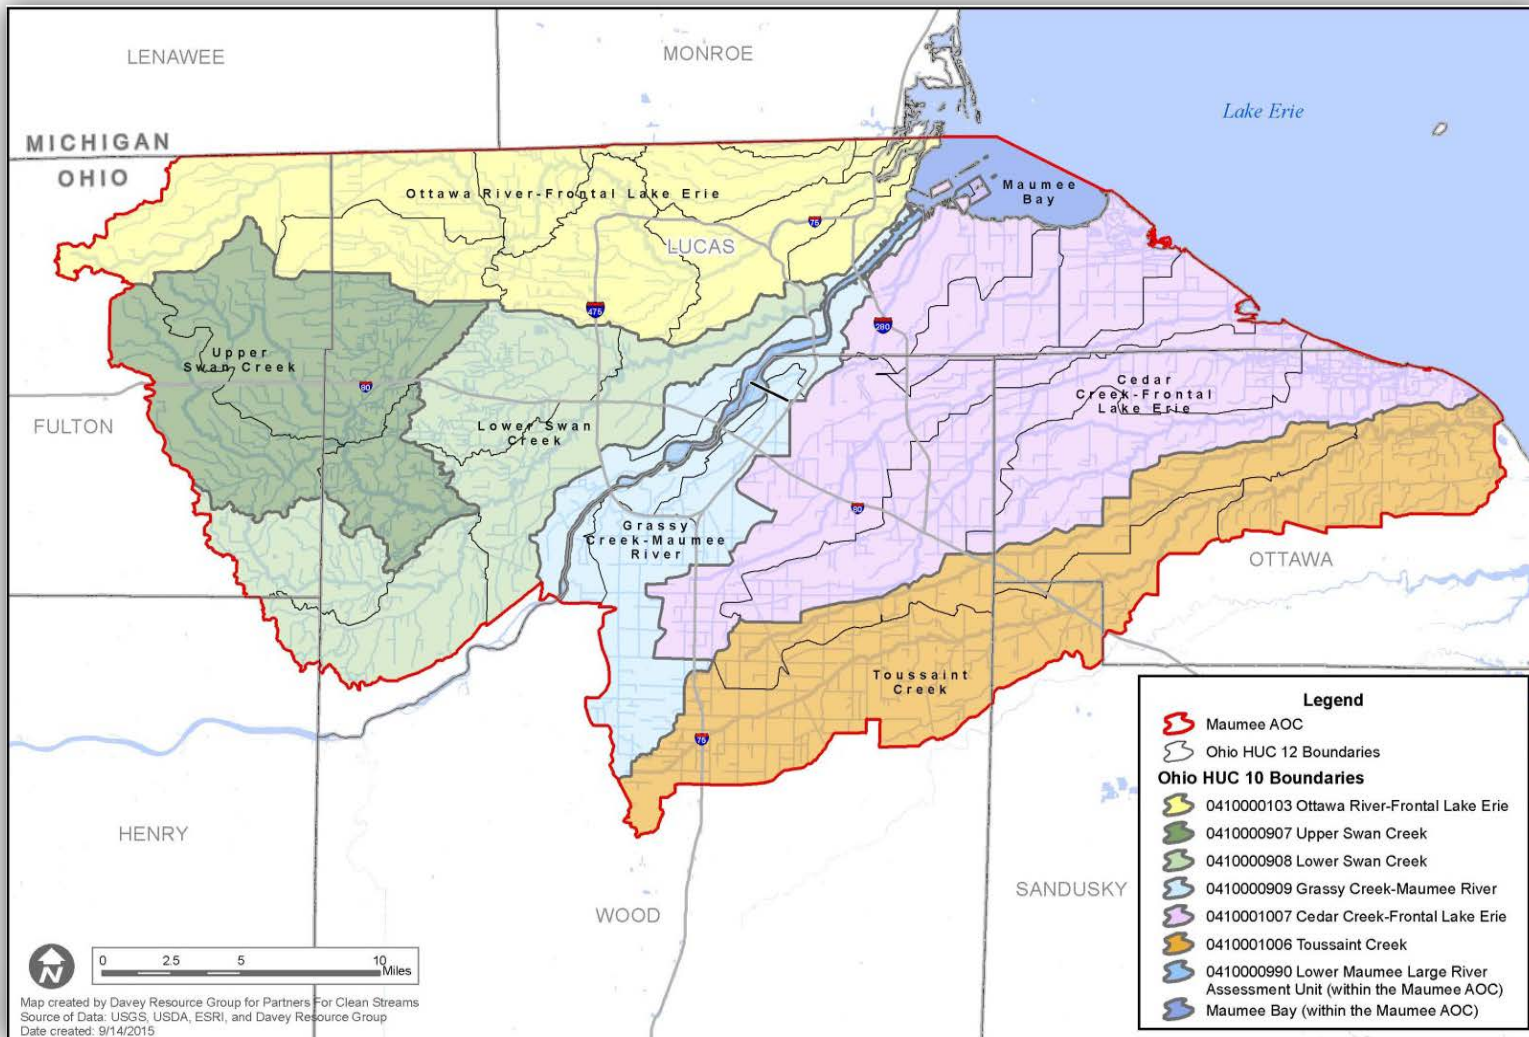 LENAWEE
MONROE
Lake Erie
MICHIGAN
OHIO
Ottawa River-Frontal Lake Erie
Maumee
Bay
LUCAS
75
475
280
Upper
Swan Creek
80
Cedar
Creek-Frontal
Lake Erie
FULTON
Lower Swan
Creek
80
Grassy
Creek-Maumee
River
OTTAWA
Toussaint
Creek
75
HENRY
WOOD
SANDUSKY
Legend
Maumee AOC
Ohio HUC 12 Boundaries
Ohio HUC 10 Boundaries
0410000103 Ottawa River-Frontal Lake Erie
0410000907 Upper Swan Creek
0410000908 Lower Swan Creek
0410000909 Grassy Creek-Maumee River
0410001007 Cedar Creek-Frontal Lake Erie
0410001006 Toussaint Creek
0410000990 Lower Maumee Large River
Assessment Unit (within the Maumee AOC)
Maumee Bay (within the Maumee AOC)
N
0 2.5 5 10
Miles
Map created by Davey Resource Group for Partners For Clean Streams
Source of Data: USGS, USDA, ESRI, and Davey Resource Group
Date created: 9/14/2015